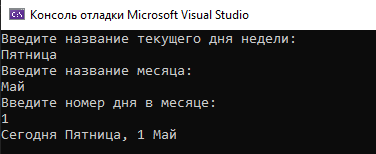 Консоль отладки Microsoft Visual Studio
Введите название текущего дня недели:
Пятница
Введите название месяца:
Май
Введите номер дня в месяце:
1
Сегодня Пятница, 1 Май